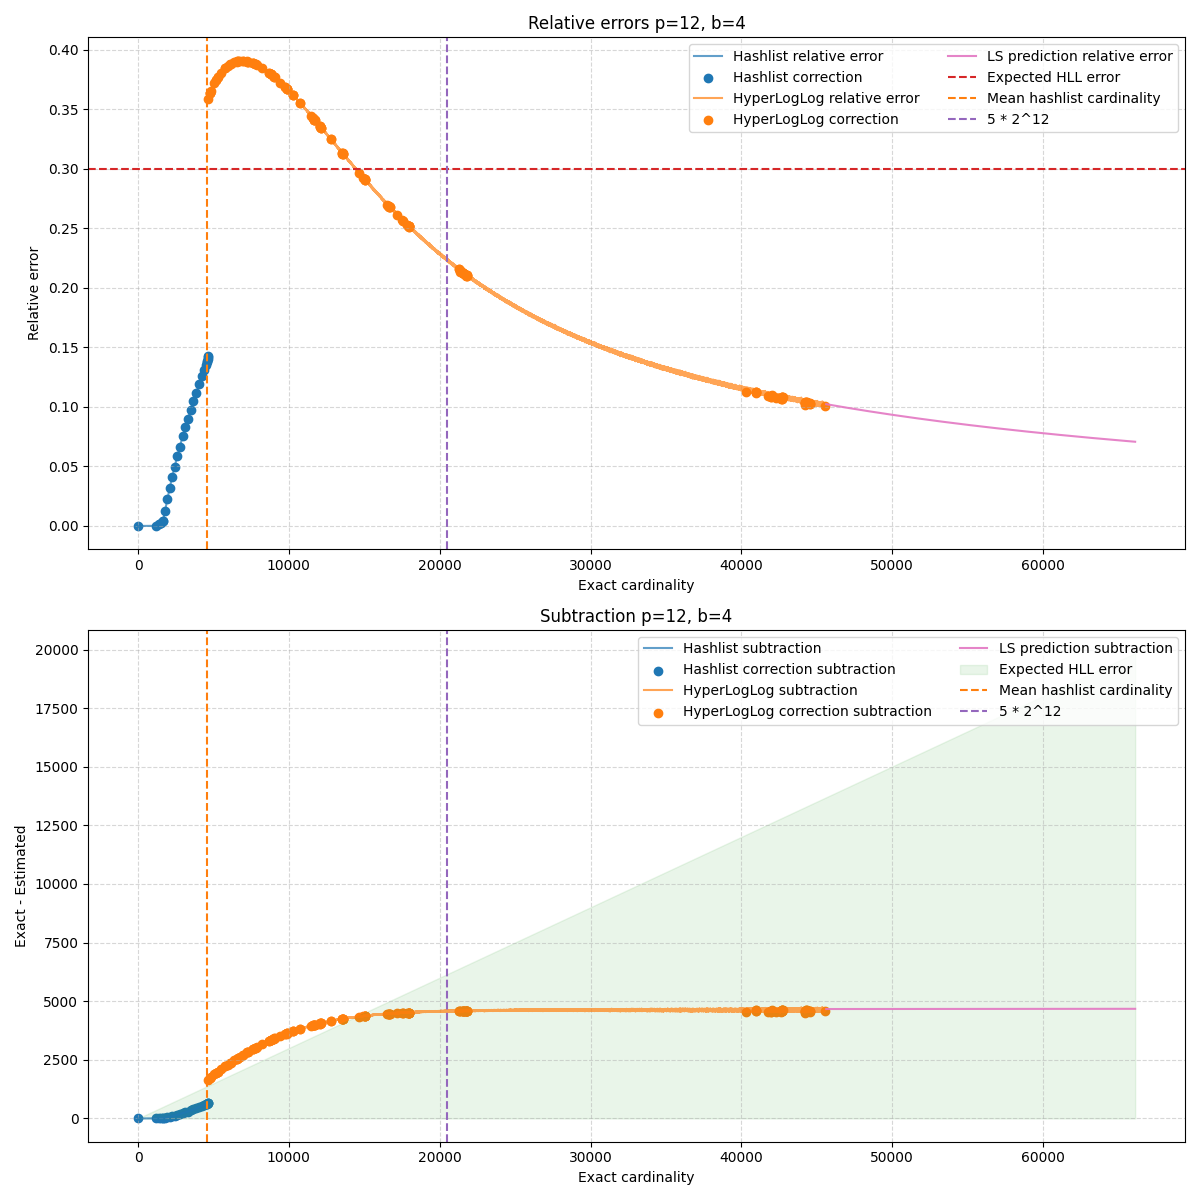 Relative errors p=12, b=4
Hashlist relative error
Hashlist correction
HyperLogLog relative error
HyperLogLog correction
LS prediction relative error
Expected HLL error
Mean hashlist cardinality
5 * 2^12
0.40
0.35
0.30
0.25
0.20
0.15
0.10
0.05
0.00
Relative error
0 10000 20000 30000 40000 50000 60000
Exact cardinality
Subtraction p=12, b=4
Hashlist subtraction
Hashlist correction subtraction
HyperLogLog subtraction
HyperLogLog correction subtraction
LS prediction subtraction
Expected HLL error
Mean hashlist cardinality
5 * 2^12
20000
17500
15000
12500
10000
7500
5000
2500
0
Exact - Estimated
0 10000 20000 30000 40000 50000 60000
Exact cardinality